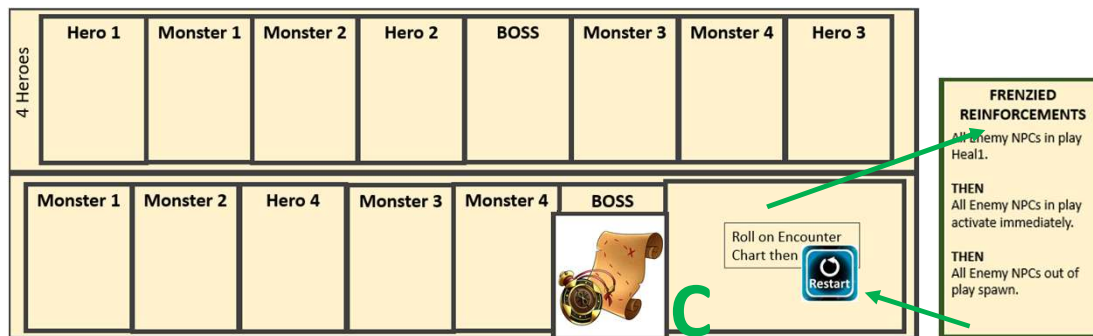 4 Heroes
Hero 1
Monster 1
Monster 2
Hero 2
BOSS
Monster 3
Monster 4
Hero 3
Monster 1
Monster 2
Hero 4
Monster 3
Monster 4
BOSS
C
Roll on Encounter
Chart then
Restart
FRENZIED
REINFORCEMENTS
All Enemy NPCs in play
Heal1.
THEN
All Enemy NPCs in play
activate immediately.
THEN
All Enemy NPCs out of
play spawn.